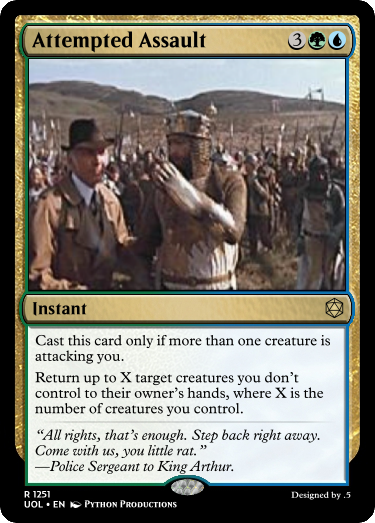 Attempted Assault 3
Instant
Cast this card only if more than one creature is
attacking you.
Return up to X target creatures you don't
control to their owner's hands, where X is the
number of creatures you control.
“All rights, that's enough. Step back right away.
Come with us, you little rat.”
—Police Sergeant to King Arthur.
R 1251
UOL • EN Python Productions
Designed by .5